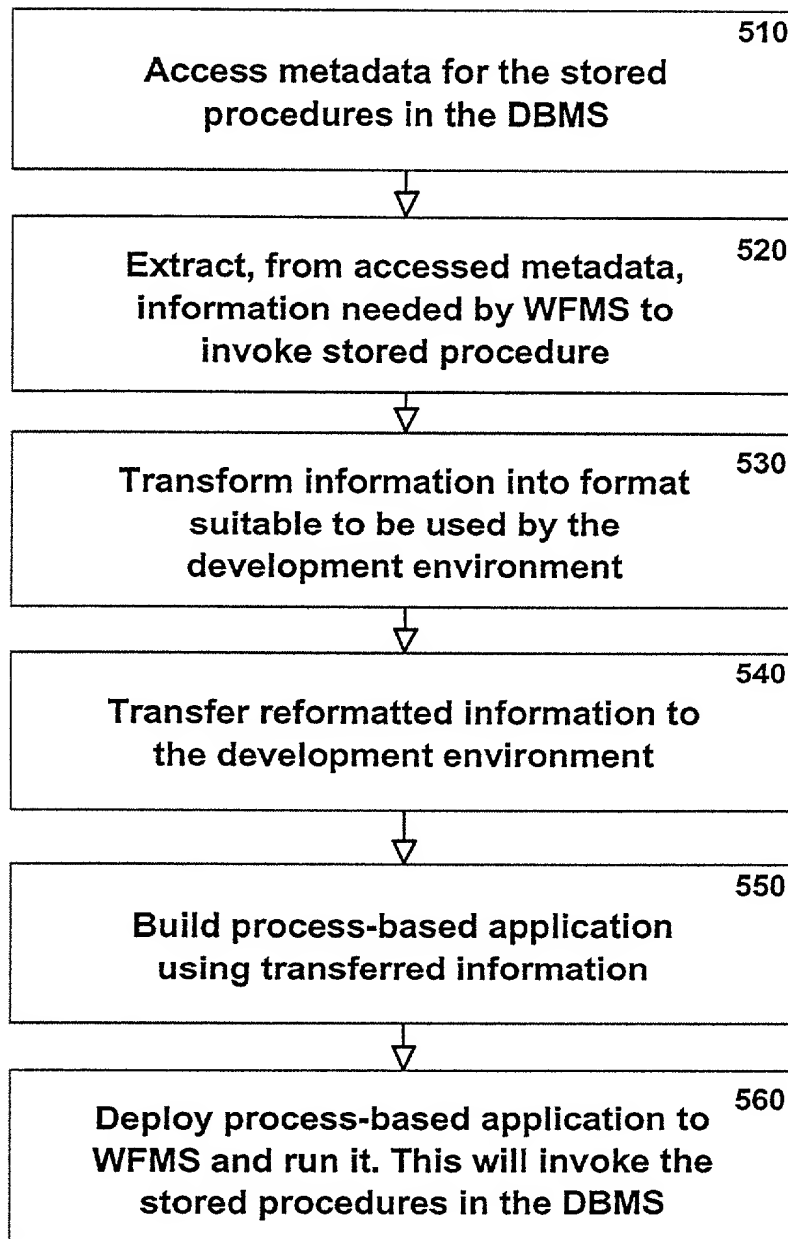 510
Access metadata for the stored
procedures in the DBMS
520
Extract, from accessed metadata,
information needed by WFMS to
invoke stored procedure
530
Transform information into format
suitable to be used by the
development environment
540
Transfer reformatted information to
the development environment
550
Build process-based application
using transferred information
560
Deploy process-based application to
WFMS and run it. This will invoke the
stored procedures in the DBMS